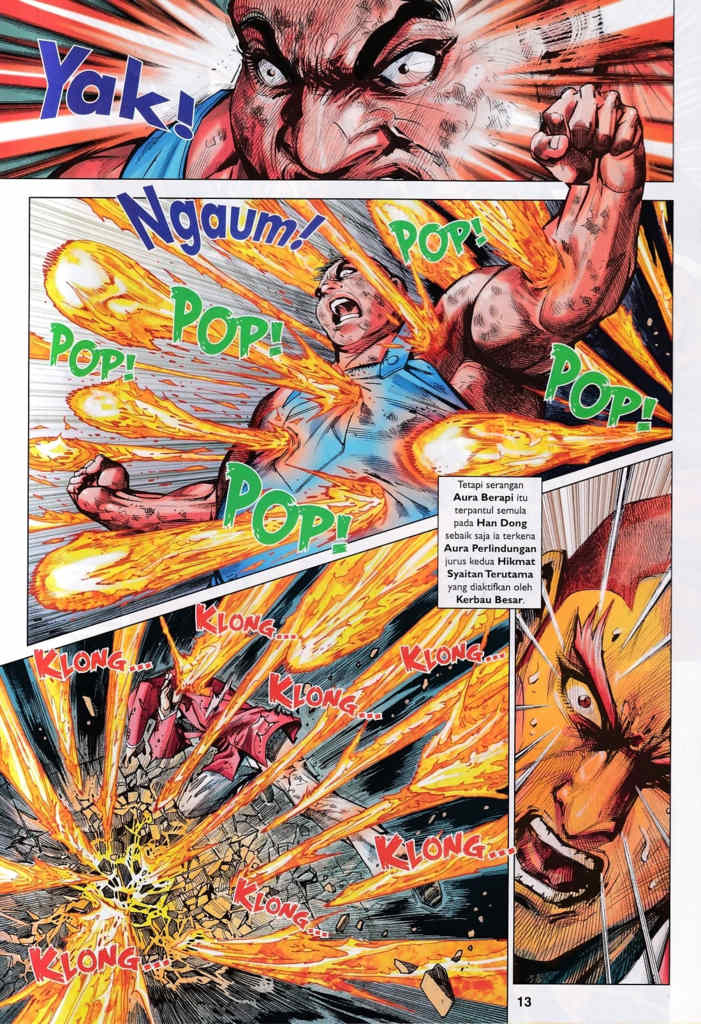 Yak!
Ngaum!
POP!
POP!
POP!
POP!
POP!
Tetapi serangan
Aura Berapi itu
terpantul semula
pada Han Dong
sebaik saja ia terkena
Aura Perlindungan
jurus kedua Hikmat
Syaitan Terutama
yang diaktifkan oleh
Kerbau Besar.
KLONG...
KLONG...
KLONG...
KLONG...
KLONG...
KLONG...
KLONG...
13